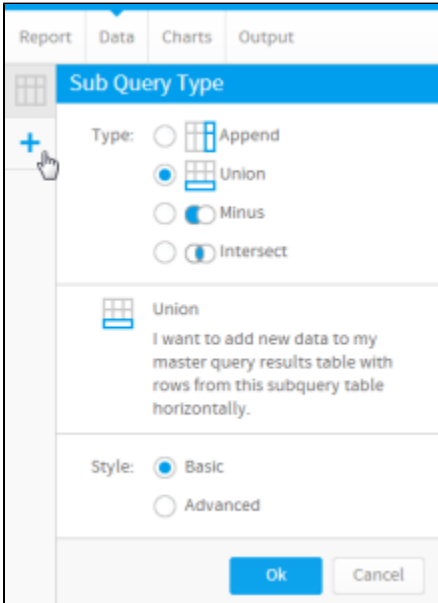 Report Data Charts Output
Sub Query Type
Type: Append
Union
Minus
Intersect
Union
I want to add new data to my
master query results table with
rows from this subquery table
horizontally.
Style: Basic
Advanced
Ok Cancel